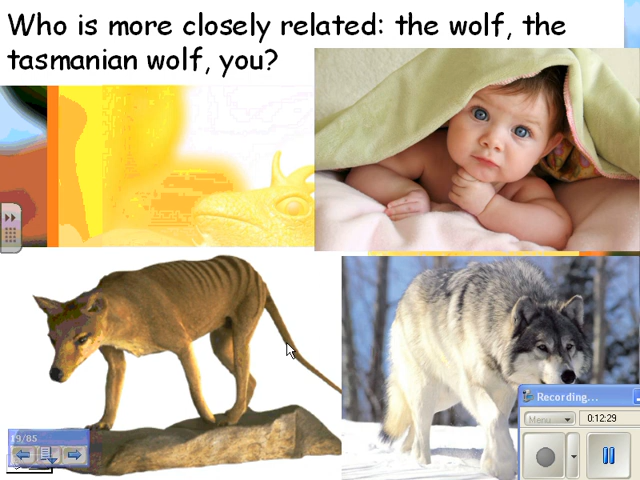 Who is more closely related: the wolf, the
tasmanian wolf, you?
19/85
Recording...
Menu
0:12:29